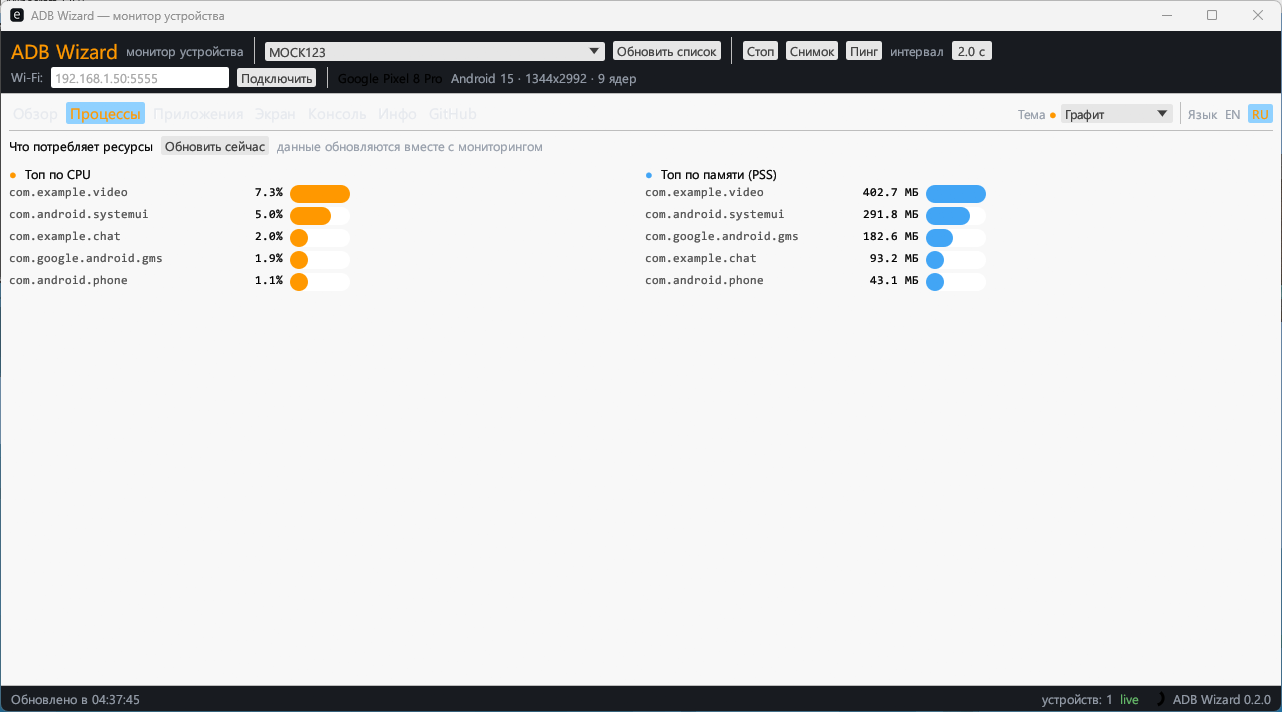 ADB Wizard — монитор устройства
ADB Wizard монитор устройства МОСК123 Обновить список Стоп Снимок Пинг интервал 2.0 с
Wi-Fi: 192.168.1.50:5555 Подключить Google Pixel 8 Pro Android 15 · 1344x2992 · 9 ядер
Обзор Процессы Приложения Экран Консоль Инфо GitHub Тема Графит Язык EN RU
Что потребляет ресурсы Обновить сейчас данные обновляются вместе с мониторингом
Топ по CPU
com.example.video 7.3%
com.android.systemui 5.0%
com.example.chat 2.0%
com.google.android.gms 1.9%
com.android.phone 1.1%
Топ по памяти (PSS)
com.example.video 402.7 МБ
com.android.systemui 291.8 МБ
com.google.android.gms 182.6 МБ
com.example.chat 93.2 МБ
com.android.phone 43.1 МБ
Обновлено в 04:37:45 устройств: 1 live ADB Wizard 0.2.0